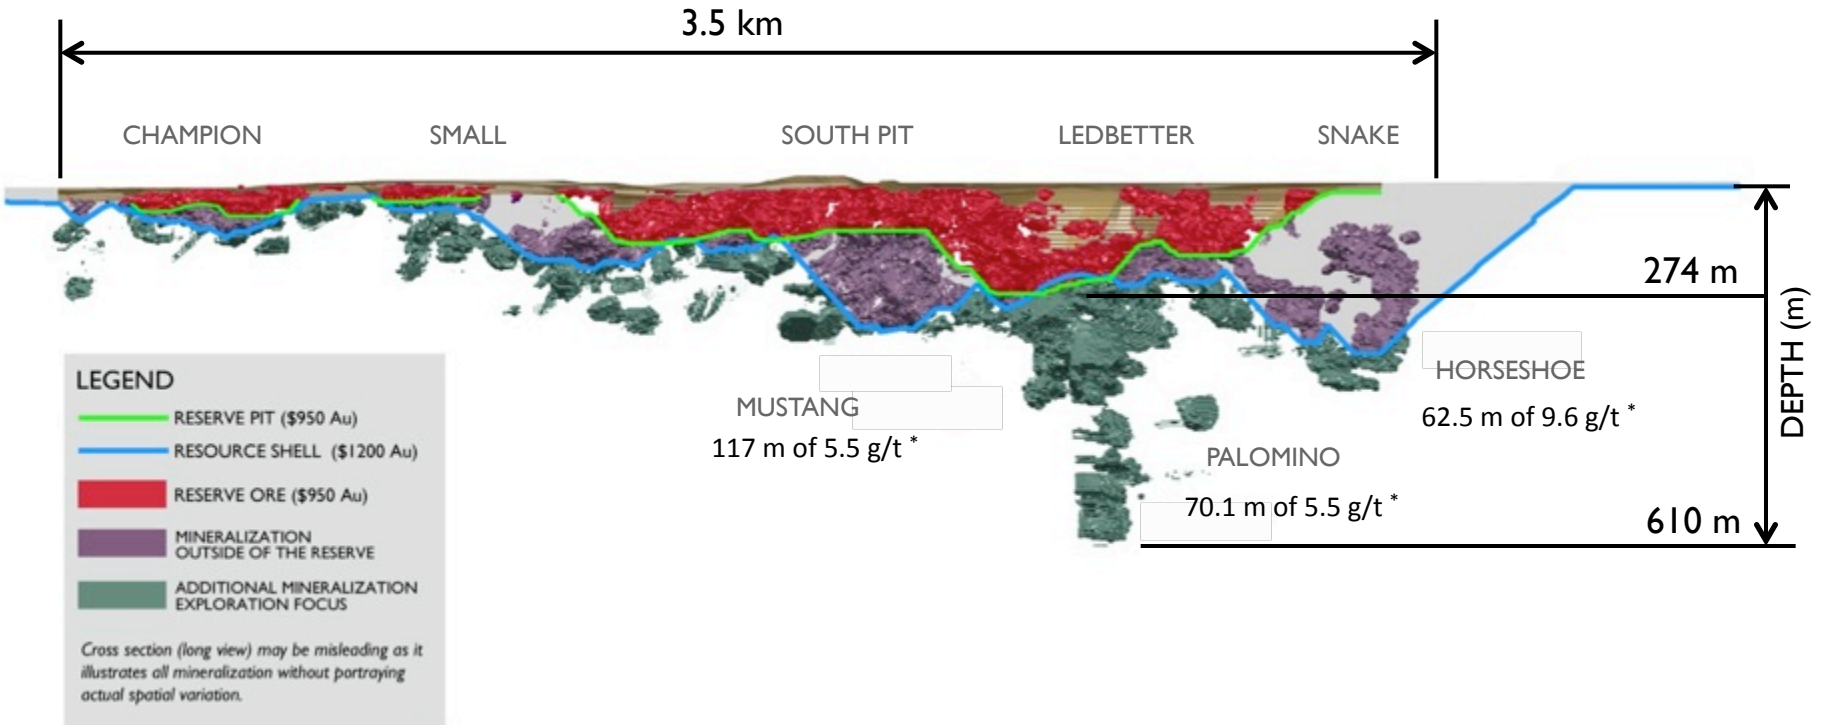 3.5 km
CHAMPION
SMALL
SOUTH PIT
LEDBETTER
SNAKE
274 m
DEPTH (m)
HORSESHOE
62.5 m of 9.6 g/t *
MUSTANG
117 m of 5.5 g/t *
PALOMINO
70.1 m of 5.5 g/t *
610 m
LEGEND
RESERVE PIT ($950 Au)
RESOURCE SHELL ($1200 Au)
RESERVE ORE ($950 Au)
MINERALIZATION
OUTSIDE OF THE RESERVE
ADDITIONAL MINERALIZATION
EXPLORATION FOCUS
Cross section (long view) may be misleading as it
illustrates all mineralization without portraying
actual spatial variation.